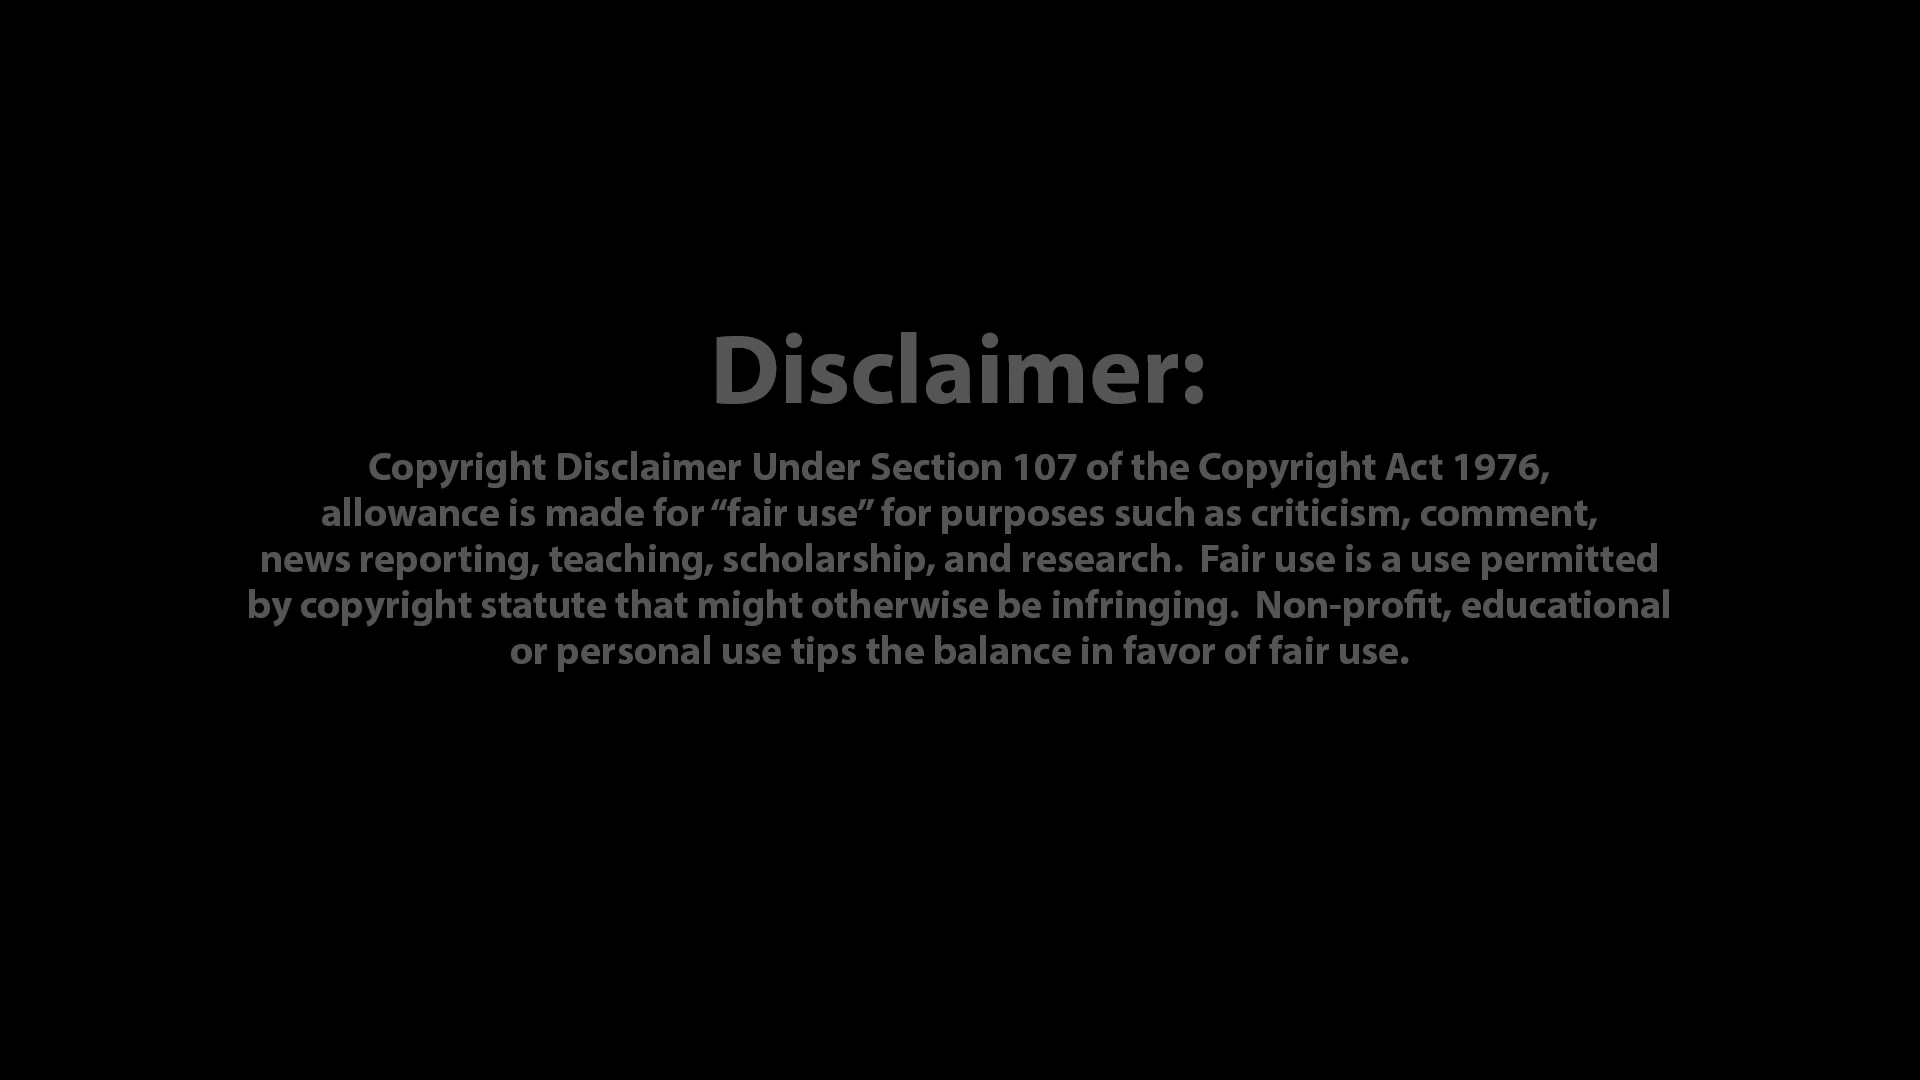 Disclaimer:
Copyright Disclaimer Under Section 107 of the Copyright Act 1976,
allowance is made for “fair use” for purposes such as criticism, comment,
news reporting, teaching, scholarship, and research.  Fair use is a use permitted
by copyright statute that might otherwise be infringing.  Non-profit, educational
or personal use tips the balance in favor of fair use.